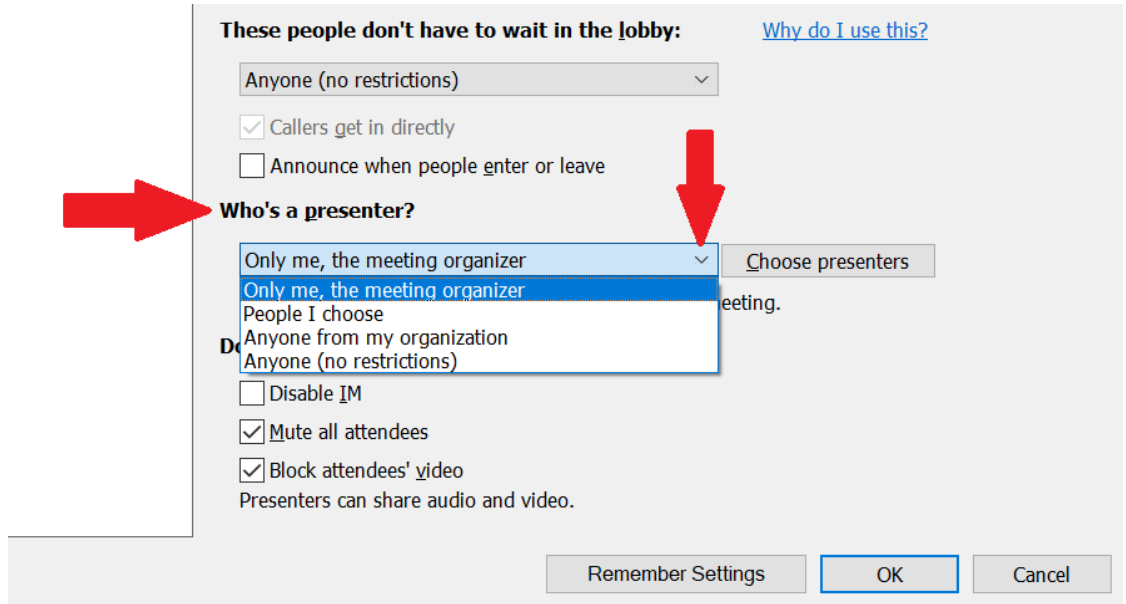 These people don't have to wait in the lobby: Why do I use this?
Anyone (no restrictions)
Callers get in directly
Announce when people enter or leave
Who's a presenter?
Only me, the meeting organizer Choose presenters
Only me, the meeting organizer
eeting.
People I choose
Anyone from my organization
Do
Anyone (no restrictions)
Disable IM
Mute all attendees
Block attendees' video
Presenters can share audio and video.
Remember Settings OK Cancel